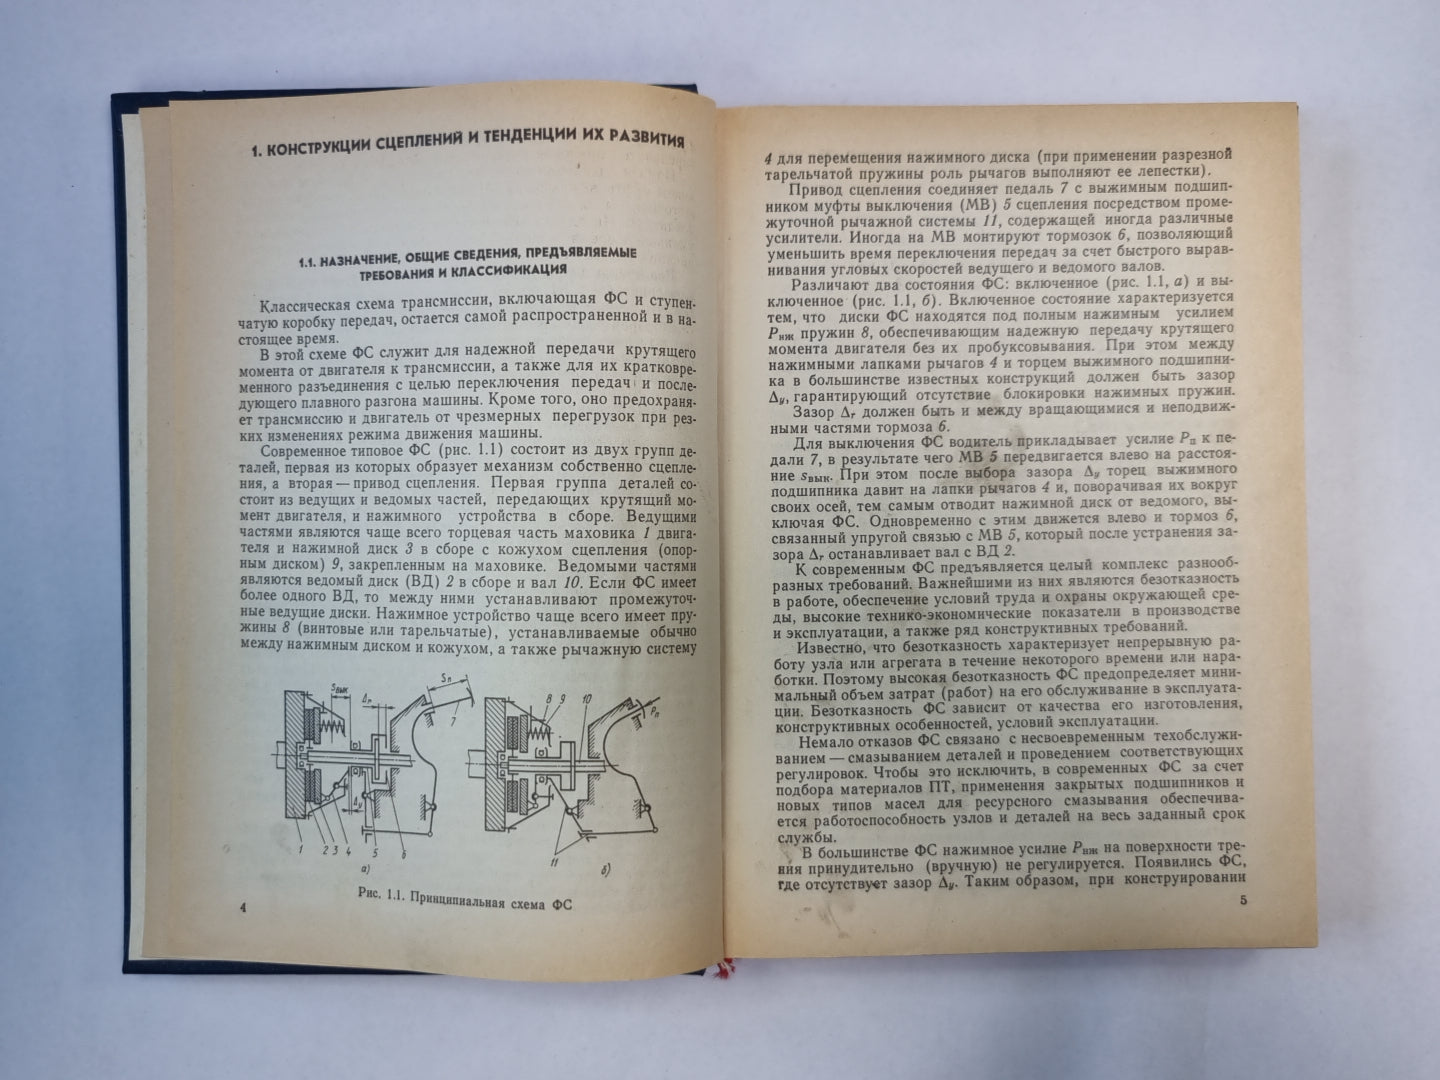 1. КОНСТРУКЦИИ СЦЕПЛЕНИЙ И ТЕНДЕНЦИИ ИХ РАЗВИТИЯ
1.1. НАЗНАЧЕНИЕ, ОБЩИЕ СВЕДЕНИЯ, ПРЕДЪЯВЛЯЕМЫЕ
ТРЕБОВАНИЯ И КЛАССИФИКАЦИЯ
Классическая схема трансмиссии, включающая ФС и ступен-
чатую коробку передач, остается самой распространенной и в на-
стоящее время.
В этой схеме ФС служит для надежной передачи крутящего
момента от двигателя к трансмиссии, а также для их кратковре-
менного разъединения с целью переключения передач и после-
дующего плавного разгона машины. Кроме того, оно предохраня-
ет трансмиссию и двигатель от чрезмерных перегрузок при рез-
ких изменениях режима движения машины.
Современное типовое ФС (рис. 1.1) состоит из двух групп де-
талей, первая из которых образует механизм собственно сцепле-
ния, а вторая — привод сцепления. Первая группа деталей со-
стоит из ведущих и ведомых частей, передающих крутящий мо-
мент двигателя, и нажимного устройства в сборе. Ведущими
частями являются чаще всего торцевая часть маховика 1 двига-
теля и нажимной диск 3 в сборе с кожухом сцепления (опор-
ным диском) 9, закрепленным на маховике. Ведомыми частями
являются ведомый диск (ВД) 2 в сборе и вал 10. Если ФС имеет
более одного ВД, то между ними устанавливают промежуточ-
ные ведущие диски. Нажимное устройство чаще всего имеет пру-
жины 8 (винтовые или тарельчатые), устанавливаемые обычно
между нажимным диском и кожухом, а также рычажную систему
sвык Δг Sп 7
8 9 10 Pп
Δу
1 2 3 4 5 6
11
а) б)
Рис. 1.1. Принципиальная схема ФС
4
4 для перемещения нажимного диска (при применении разрезной
тарельчатой пружины роль рычагов выполняют ее лепестки).
Привод сцепления соединяет педаль 7 с выжимным подшип-
ником муфты выключения (МВ) 5 сцепления посредством проме-
жуточной рычажной системы 11, содержащей иногда различные
усилители. Иногда на МВ монтируют тормозок 6, позволяющий
уменьшить время переключения передач за счет быстрого вырав-
нивания угловых скоростей ведущего и ведомого валов.
Различают два состояния ФС: включенное (рис. 1.1, а) и вы-
ключенное (рис. 1.1, б). Включенное состояние характеризуется
тем, что диски ФС находятся под полным нажимным усилием
Pнж пружин 8, обеспечивающим надежную передачу крутящего
момента двигателя без их пробуксовывания. При этом между
нажимными лапками рычагов 4 и торцем выжимного подшипни-
ка в большинстве известных конструкций должен быть зазор
Δу, гарантирующий отсутствие блокировки нажимных пружин.
Зазор Δг должен быть и между вращающимися и неподвиж-
ными частями тормоза 6.
Для выключения ФС водитель прикладывает усилие Pп к пе-
дали 7, в результате чего МВ 5 передвигается влево на расстоя-
ние sвык. При этом после выбора зазора Δу торец выжимного
подшипника давит на лапки рычагов 4 и, поворачивая их вокруг
своих осей, тем самым отводит нажимной диск от ведомого, вы-
ключая ФС. Одновременно с этим движется влево и тормоз 6,
связанный упругой связью с МВ 5, который после устранения за-
зора Δг останавливает вал с ВД 2.
К современным ФС предъявляется целый комплекс разнооб-
разных требований. Важнейшими из них являются безотказность
в работе, обеспечение условий труда и охраны окружающей сре-
ды, высокие технико-экономические показатели в производстве
и эксплуатации, а также ряд конструктивных требований.
Известно, что безотказность характеризует непрерывную ра-
боту узла или агрегата в течение некоторого времени или нара-
ботки. Поэтому высокая безотказность ФС предопределяет мини-
мальный объем затрат (работ) на его обслуживание в эксплуата-
ции. Безотказность ФС зависит от качества его изготовления,
конструктивных особенностей, условий эксплуатации.
Немало отказов ФС связано с несвоевременным техобслужи-
ванием — смазыванием деталей и проведением соответствующих
регулировок. Чтобы это исключить, в современных ФС за счет
подбора материалов ПТ, применения закрытых подшипников и
новых типов масел для ресурсного смазывания обеспечива-
ется работоспособность узлов и деталей на весь заданный срок
службы.
В большинстве ФС нажимное усилие Pнж на поверхности тре-
ния принудительно (вручную) не регулируется. Появились ФС,
где отсутствует зазор Δу. Таким образом, при конструировании
5